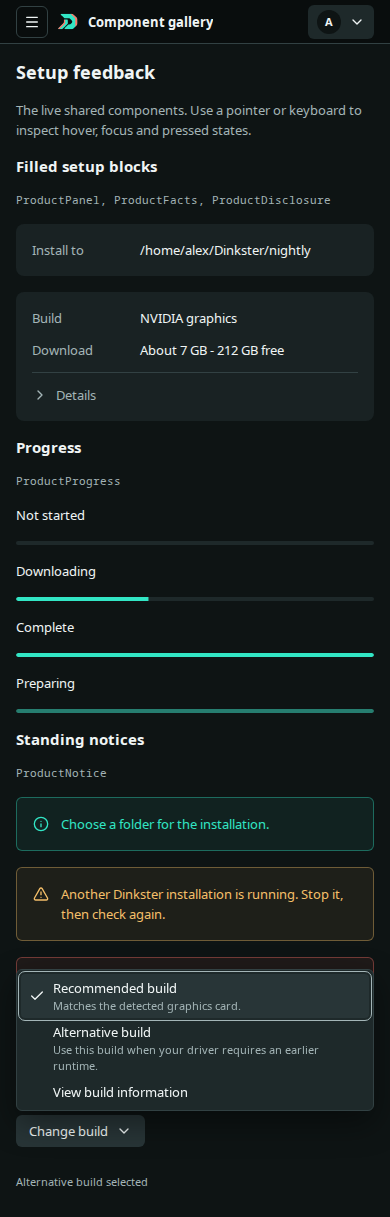 Component gallery
A
Setup feedback
The live shared components. Use a pointer or keyboard to
inspect hover, focus and pressed states.
Filled setup blocks
ProductPanel, ProductFacts, ProductDisclosure
Install to /home/alex/Dinkster/nightly
Build NVIDIA graphics
Download About 7 GB - 212 GB free
Details
Progress
ProductProgress
Not started
Downloading
Complete
Preparing
Standing notices
ProductNotice
Choose a folder for the installation.
Another Dinkster installation is running. Stop it,
then check again.
Recommended build
Matches the detected graphics card.
Alternative build
Use this build when your driver requires an earlier
runtime.
View build information
Change build
Alternative build selected